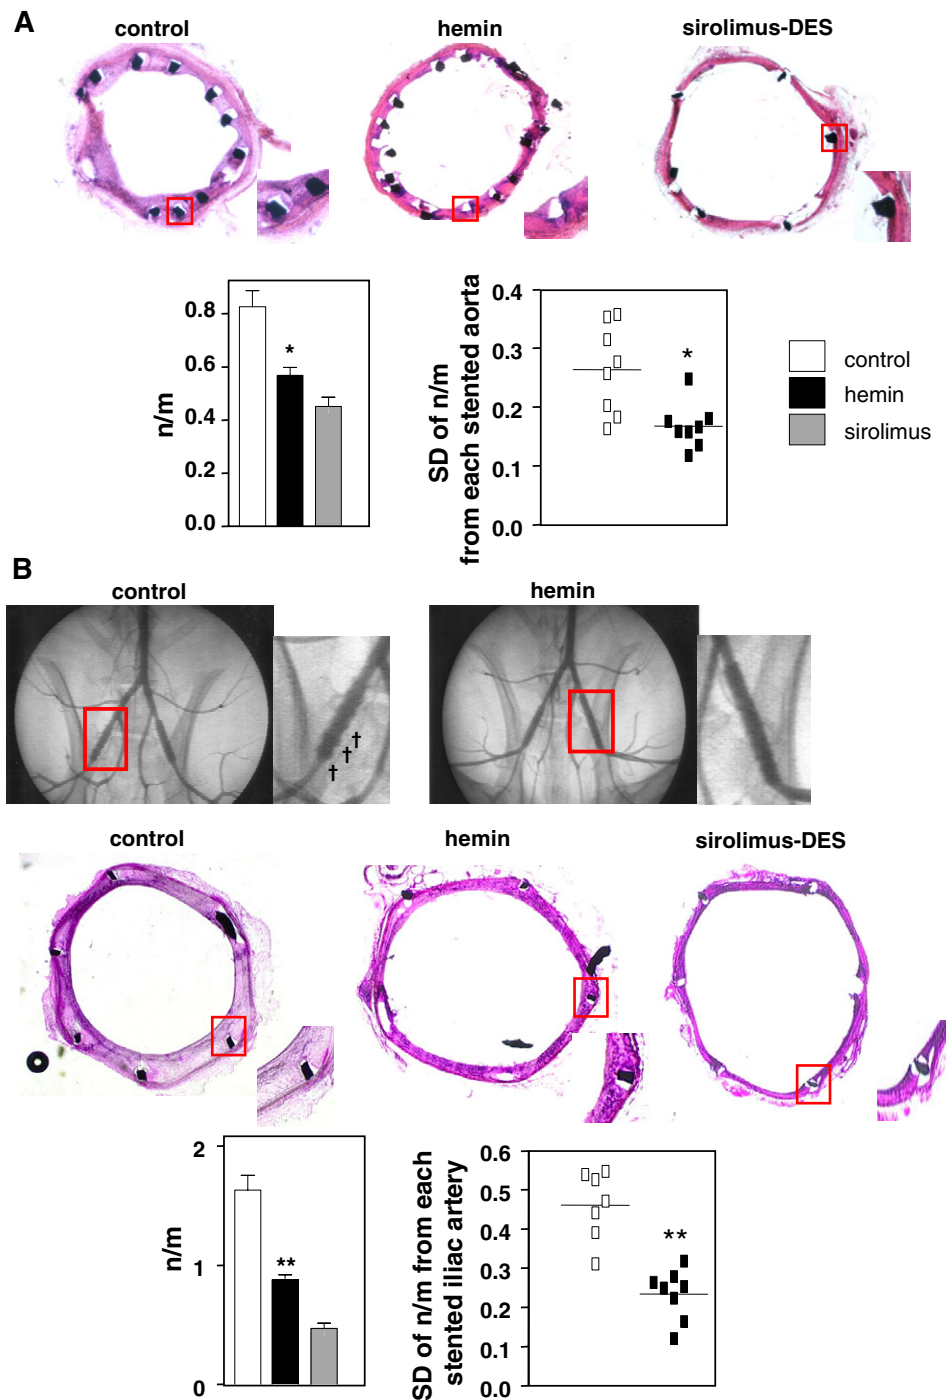 A
control
hemin
sirolimus-DES
n/m
0.8
0.6
0.4
0.2
0.0
*
SD of n/m
from each stented aorta
0.4
0.3
0.2
0.1
0.0
*
control
hemin
sirolimus
B
control
hemin
†
†
†
control
hemin
sirolimus-DES
n/m
2
1
0
**
SD of n/m from each
stented iliac artery
0.6
0.5
0.4
0.3
0.2
0.1
0.0
**